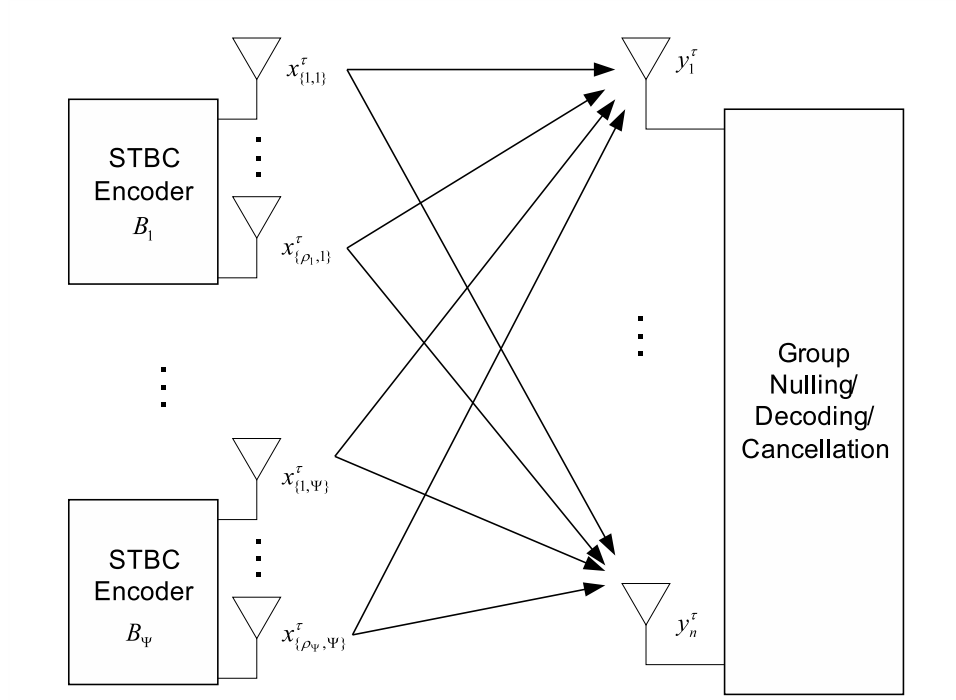 x^τ_{1,1}
STBC
Encoder
B_1
x^τ_{ρ_1,1}
x^τ_{1,Ψ}
STBC
Encoder
B_Ψ
x^τ_{ρ_Ψ,Ψ}
y^τ_1
Group
Nulling/
Decoding/
Cancellation
y^τ_n